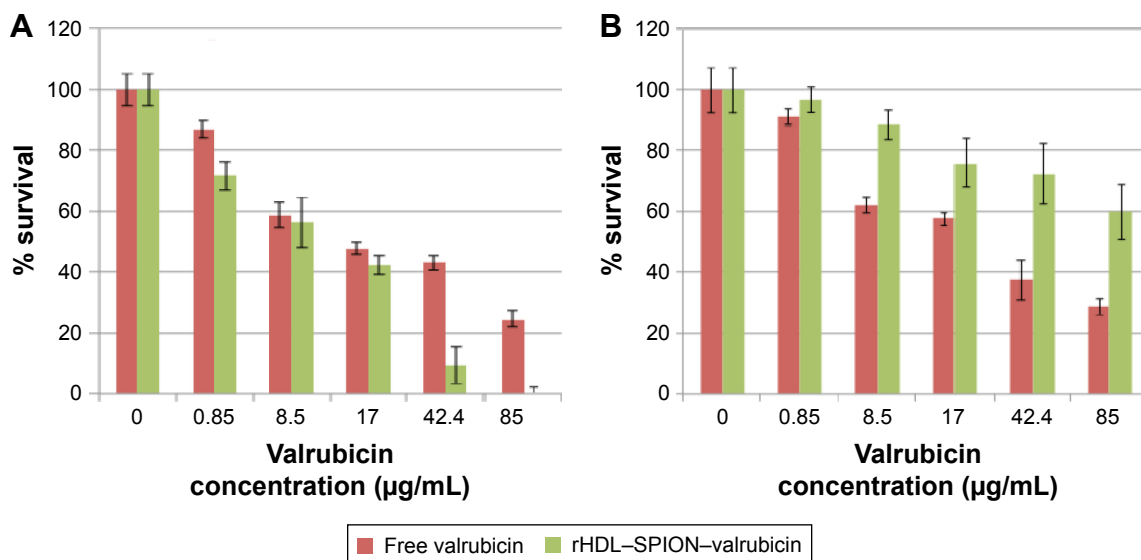 A
120
100
80
60
40
20
0
% survival
0 0.85 8.5 17 42.4 85
Valrubicin
concentration (µg/mL)
B
120
100
80
60
40
20
0
% survival
0 0.85 8.5 17 42.4 85
Valrubicin
concentration (µg/mL)
Free valrubicin rHDL–SPION–valrubicin